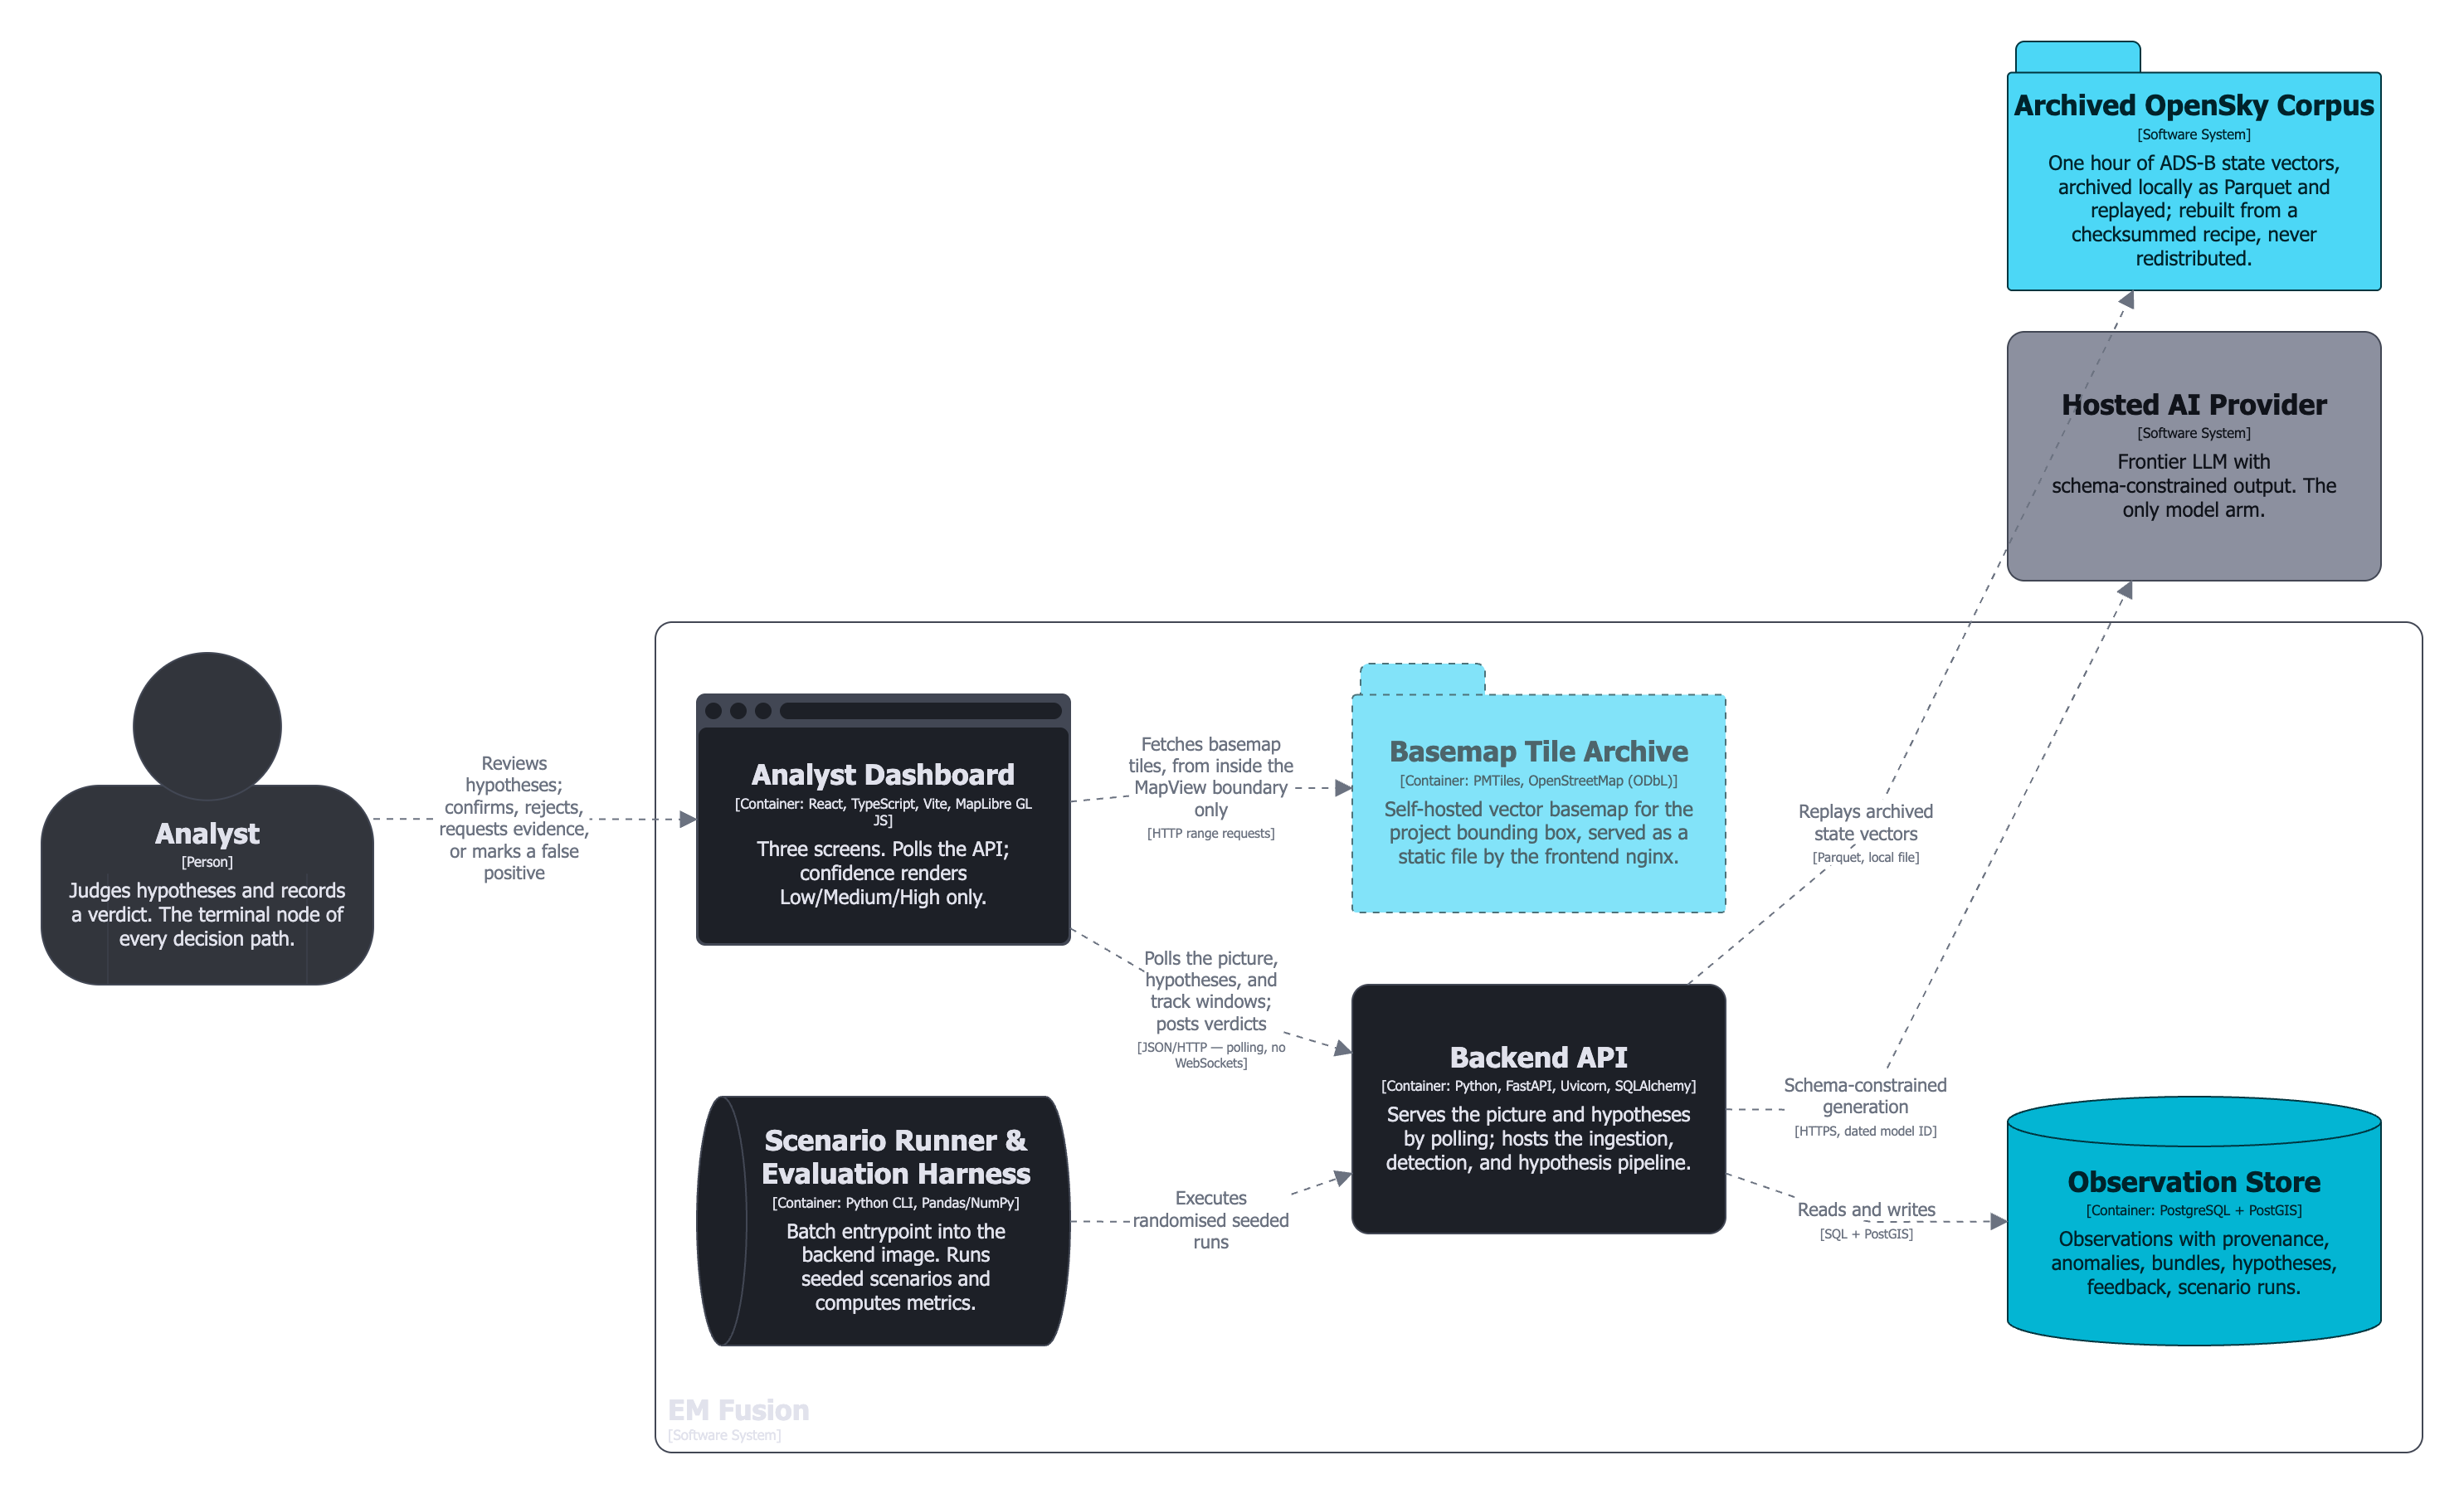 Archived OpenSky Corpus
[Software System]
One hour of ADS-B state vectors,
archived locally as Parquet and
replayed; rebuilt from a
checksummed recipe, never
redistributed.
Hosted AI Provider
[Software System]
Frontier LLM with
schema-constrained output. The
only model arm.
Analyst
[Person]
Judges hypotheses and records
a verdict. The terminal node of
every decision path.
Reviews
hypotheses;
confirms, rejects,
requests evidence,
or marks a false
positive
Analyst Dashboard
[Container: React, TypeScript, Vite, MapLibre GL
JS]
Three screens. Polls the API;
confidence renders
Low/Medium/High only.
Fetches basemap
tiles, from inside the
MapView boundary
only
[HTTP range requests]
Basemap Tile Archive
[Container: PMTiles, OpenStreetMap (ODbL)]
Self-hosted vector basemap for the
project bounding box, served as a
static file by the frontend nginx.
Replays archived
state vectors
[Parquet, local file]
Polls the picture,
hypotheses, and
track windows;
posts verdicts
[JSON/HTTP — polling, no
WebSockets]
Backend API
[Container: Python, FastAPI, Uvicorn, SQLAlchemy]
Serves the picture and hypotheses
by polling; hosts the ingestion,
detection, and hypothesis pipeline.
Schema-constrained
generation
[HTTPS, dated model ID]
Scenario Runner &
Evaluation Harness
[Container: Python CLI, Pandas/NumPy]
Batch entrypoint into the
backend image. Runs
seeded scenarios and
computes metrics.
Executes
randomised seeded
runs
Reads and writes
[SQL + PostGIS]
Observation Store
[Container: PostgreSQL + PostGIS]
Observations with provenance,
anomalies, bundles, hypotheses,
feedback, scenario runs.
EM Fusion
[Software System]